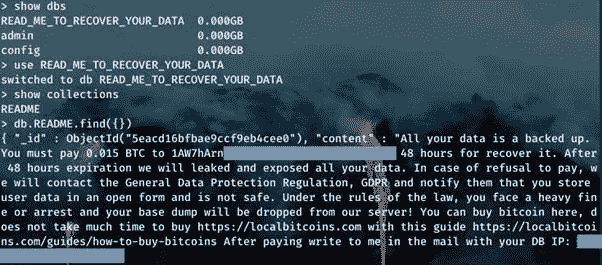 > show dbs
READ_ME_TO_RECOVER_YOUR_DATA 0.000GB
admin 0.000GB
config 0.000GB
> use READ_ME_TO_RECOVER_YOUR_DATA
switched to db READ_ME_TO_RECOVER_YOUR_DATA
> show collections
README
> db.README.find({})
{ "_id" : ObjectId("5eacd16bfbae9ccf9eb4cee0"), "content" : "All your data is a backed up.
You must pay 0.015 BTC to 1AW7hArn 48 hours for recover it. After
48 hours expiration we will leaked and exposed all your data. In case of refusal to pay, w
e will contact the General Data Protection Regulation, GDPR and notify them that you store
user data in an open form and is not safe. Under the rules of the law, you face a heavy fin
e or arrest and your base dump will be dropped from our server! You can buy bitcoin here, d
oes not take much time to buy https://localbitcoins.com with this guide https://localbitcoi
ns.com/guides/how-to-buy-bitcoins After paying write to me in the mail with your DB IP: